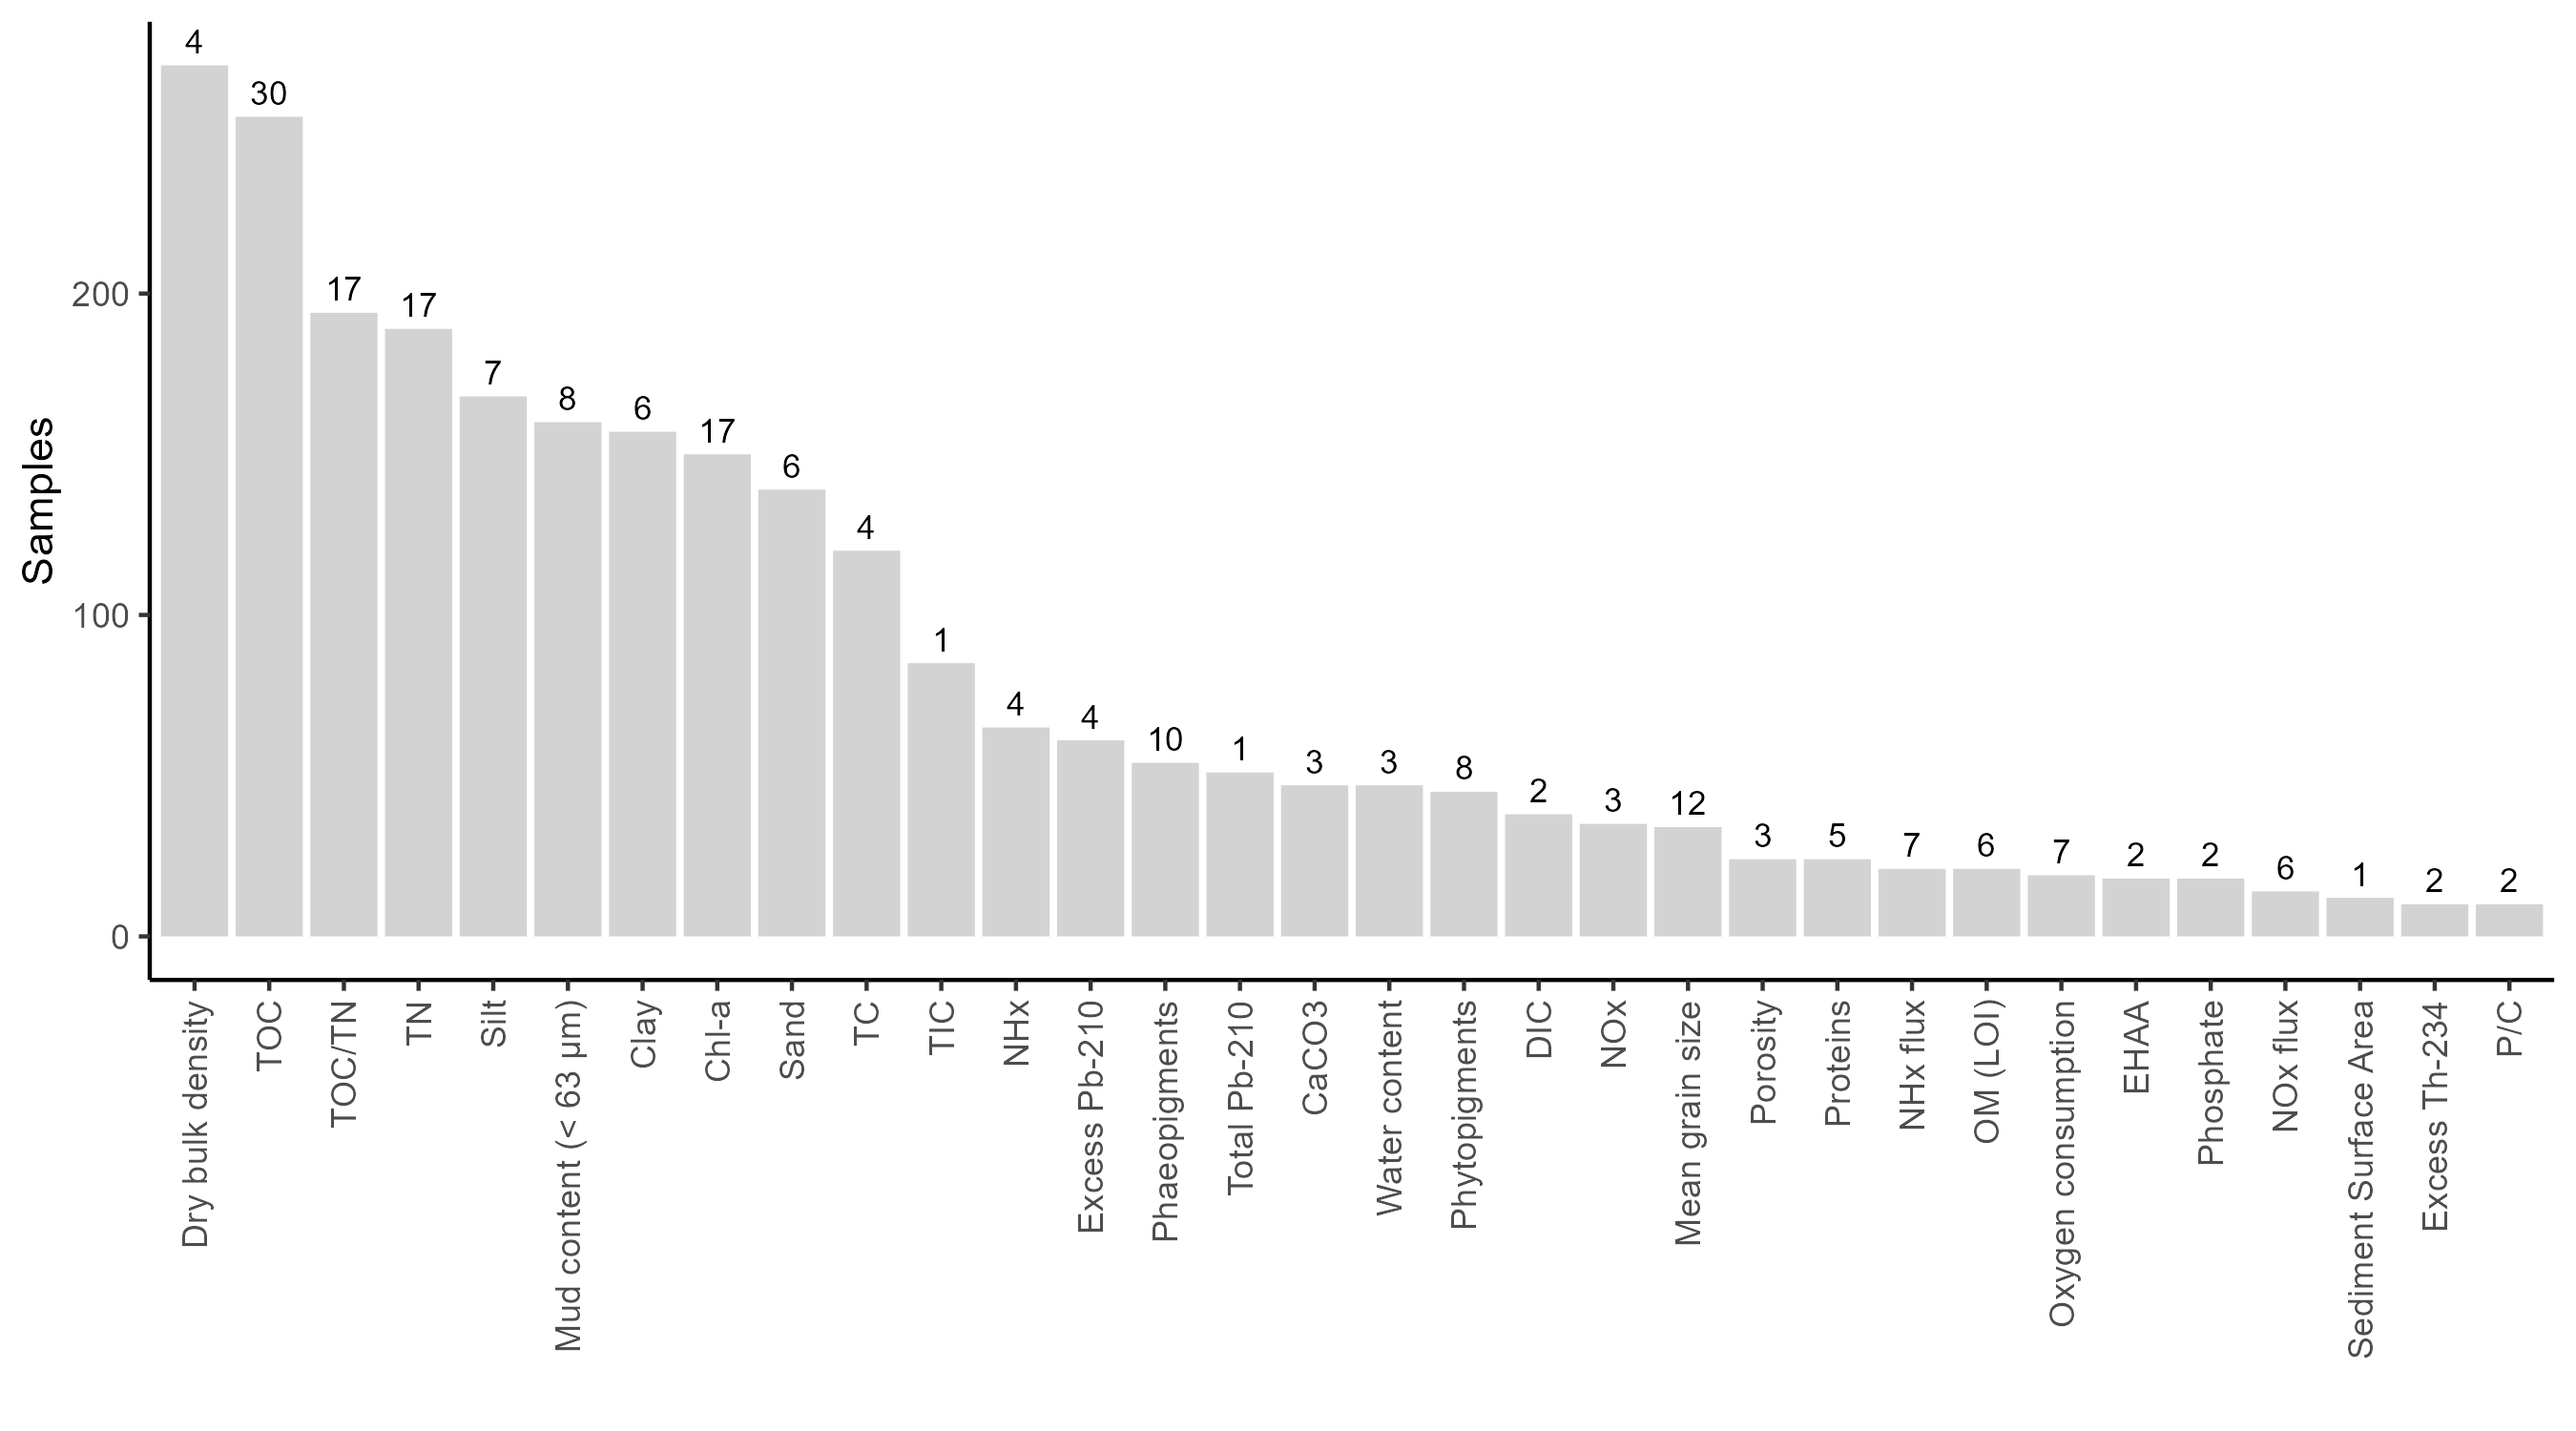 Samples
200
100
0
4
30
17
17
7
8
6
17
6
4
1
4
4
10
1
3
3
8
2
3
12
3
5
7
6
7
2
2
6
1
2
2
Dry bulk density
TOC
TOC/TN
TN
Silt
Mud content (< 63 µm)
Clay
Chl-a
Sand
TC
TIC
NHx
Excess Pb-210
Phaeopigments
Total Pb-210
CaCO3
Water content
Phytopigments
DIC
NOx
Mean grain size
Porosity
Proteins
NHx flux
OM (LOI)
Oxygen consumption
EHAA
Phosphate
NOx flux
Sediment Surface Area
Excess Th-234
P/C